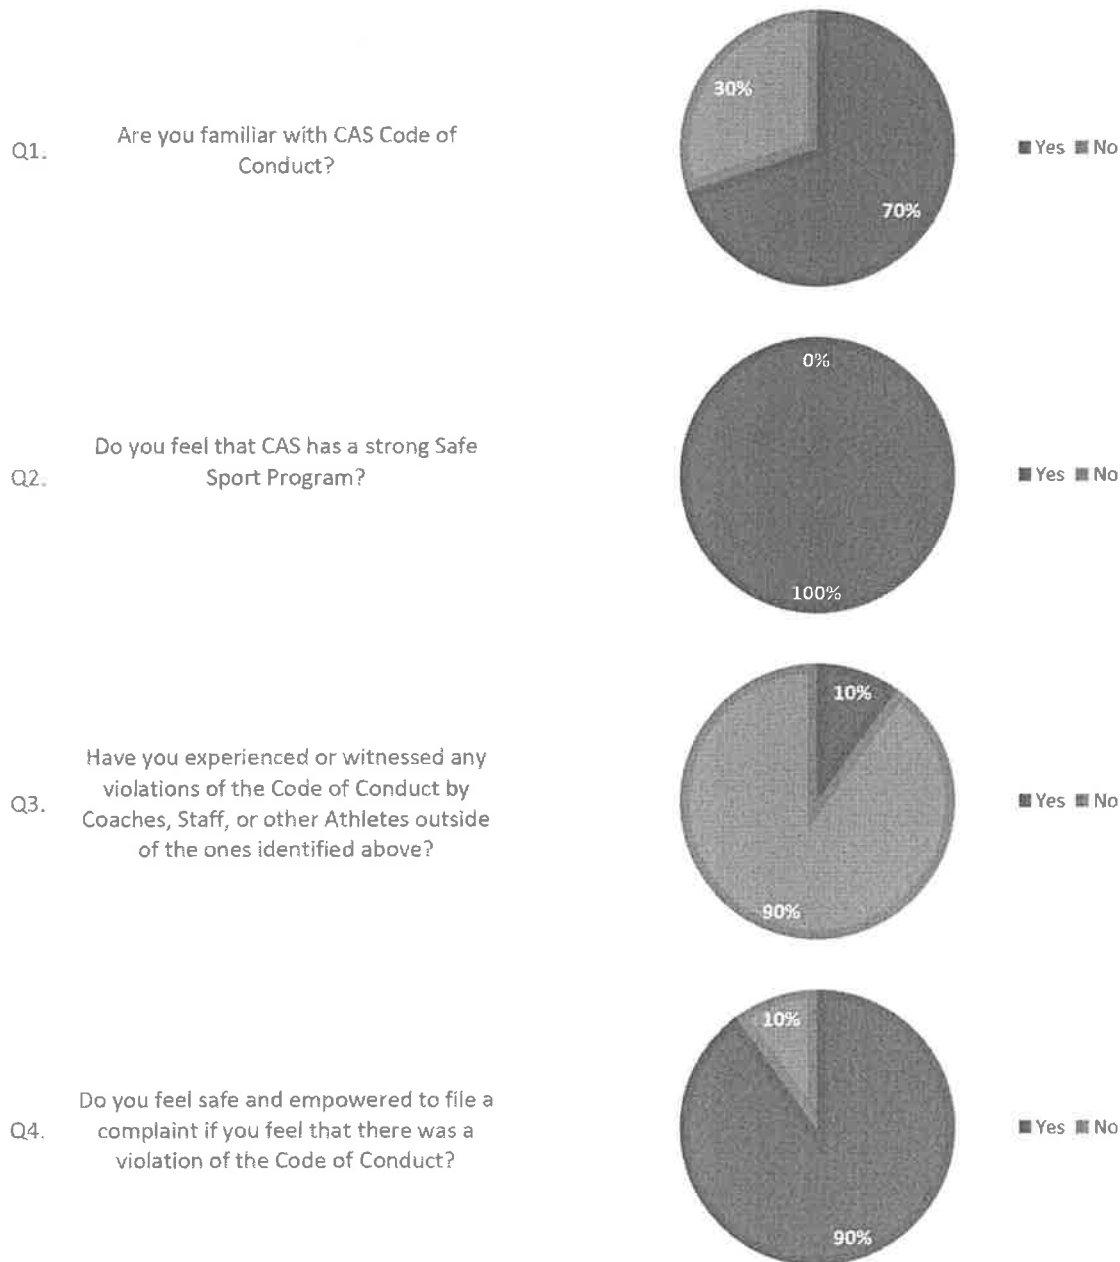 30%
Q1.
Are you familiar with CAS Code of
Conduct?
Yes No
70%
0%
Q2.
Do you feel that CAS has a strong Safe
Sport Program?
Yes No
100%
10%
Q3.
Have you experienced or witnessed any
violations of the Code of Conduct by
Coaches, Staff, or other Athletes outside
of the ones identified above?
Yes No
90%
10%
Q4.
Do you feel safe and empowered to file a
complaint if you feel that there was a
violation of the Code of Conduct?
Yes No
90%